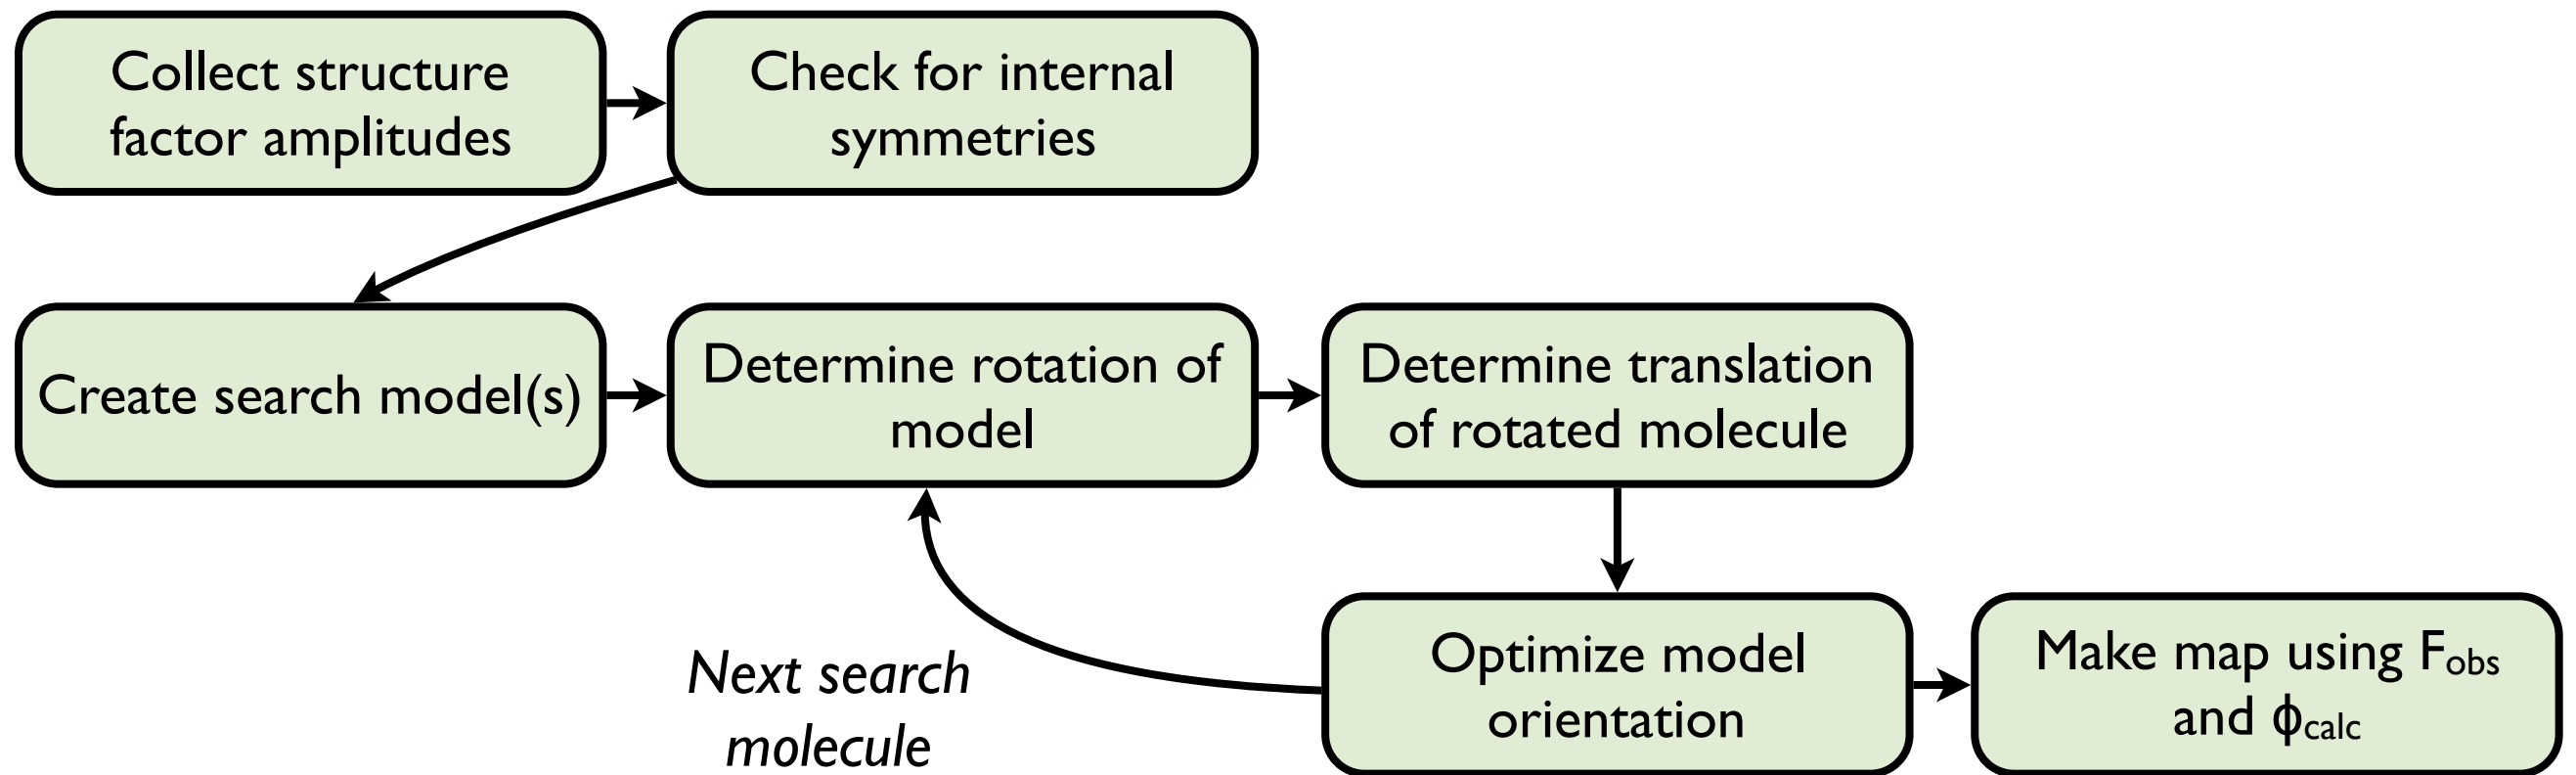 Collect structure
factor amplitudes
Check for internal
symmetries
Create search model(s)
Determine rotation of
model
Determine translation
of rotated molecule
Next search
molecule
Optimize model
orientation
Make map using Fobs
and ϕcalc